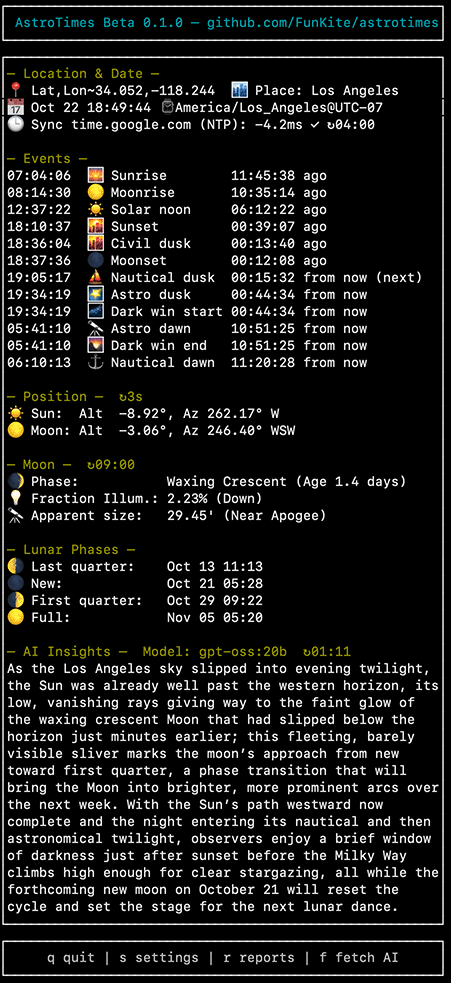 AstroTimes Beta 0.1.0 — github.com/FunKite/astrotimes
— Location & Date —
📍 Lat,Lon~34.052,-118.244 🏙️ Place: Los Angeles
📅 Oct 22 18:49:44 ⌚America/Los_Angeles@UTC-07
🕒 Sync time.google.com (NTP): -4.2ms ✓ ↻04:00
— Events —
07:04:06 🌅 Sunrise 11:45:38 ago
08:14:30 🌕 Moonrise 10:35:14 ago
12:37:22 ☀️ Solar noon 06:12:22 ago
18:10:37 🌇 Sunset 00:39:07 ago
18:36:04 🌆 Civil dusk 00:13:40 ago
18:37:36 🌑 Moonset 00:12:08 ago
19:05:17 ⛵ Nautical dusk 00:15:32 from now (next)
19:34:19 🌠 Astro dusk 00:44:34 from now
19:34:19 🌌 Dark win start 00:44:34 from now
05:41:10 🔭 Astro dawn 10:51:25 from now
05:41:10 🌄 Dark win end 10:51:25 from now
06:10:13 ⚓ Nautical dawn 11:20:28 from now
— Position — ↻3s
☀️ Sun: Alt -8.92°, Az 262.17° W
🌕 Moon: Alt -3.06°, Az 246.40° WSW
— Moon — ↻09:00
🌒 Phase: Waxing Crescent (Age 1.4 days)
💡 Fraction Illum.: 2.23% (Down)
🔭 Apparent size: 29.45' (Near Apogee)
— Lunar Phases —
🌗 Last quarter: Oct 13 11:13
🌑 New: Oct 21 05:28
🌓 First quarter: Oct 29 09:22
🌕 Full: Nov 05 05:20
— AI Insights — Model: gpt-oss:20b ↻01:11
As the Los Angeles sky slipped into evening twilight,
the Sun was already well past the western horizon, its
low, vanishing rays giving way to the faint glow of
the waxing crescent Moon that had slipped below the
horizon just minutes earlier; this fleeting, barely
visible sliver marks the moon's approach from new
toward first quarter, a phase transition that will
bring the Moon into brighter, more prominent arcs over
the next week. With the Sun's path westward now
complete and the night entering its nautical and then
astronomical twilight, observers enjoy a brief window
of darkness just after sunset before the Milky Way
climbs high enough for clear stargazing, all while the
forthcoming new moon on October 21 will reset the
cycle and set the stage for the next lunar dance.
q quit | s settings | r reports | f fetch AI